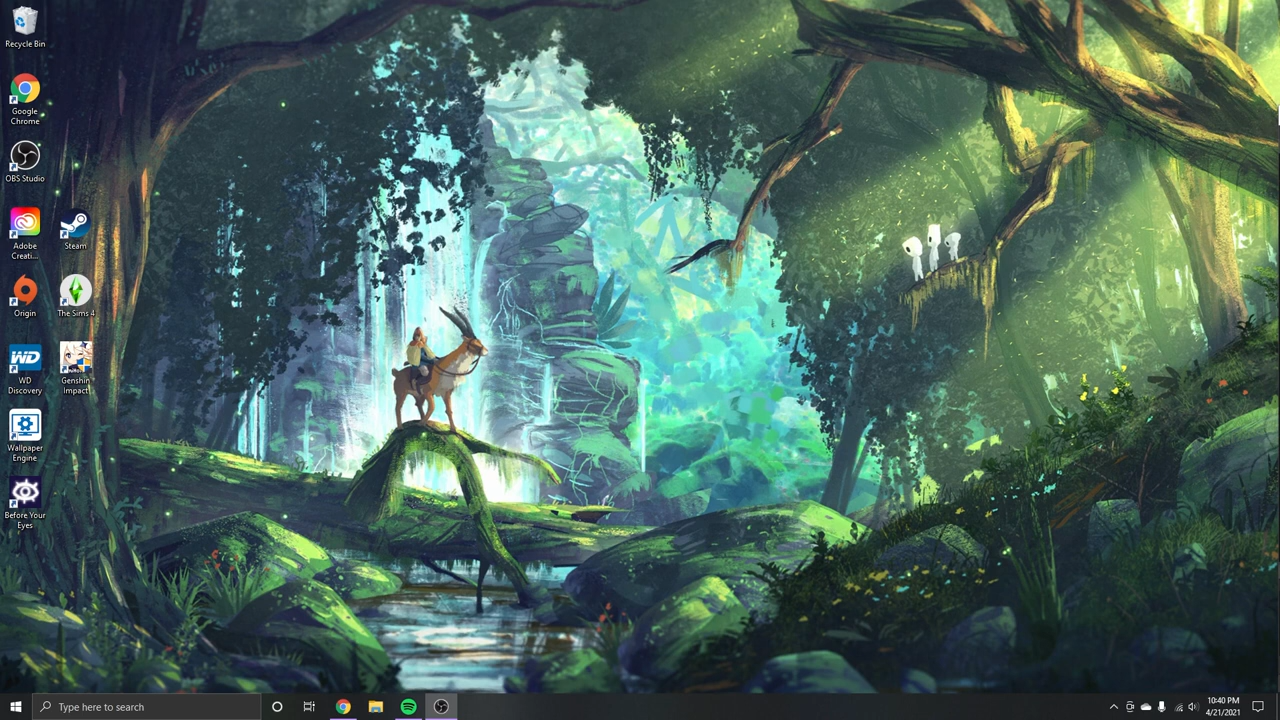 Recycle Bin
Google
Chrome
OBS Studio
Adobe
Creati...
Steam
Origin
The Sims 4
WD
WD
Discovery
Genshin
Impact
Wallpaper
Engine
Before Your
Eyes
Type here to search
10:40 PM
4/21/2021